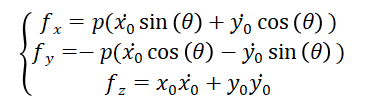 f_x = p(ẋ_0 sin (θ) + ẏ_0 cos (θ) )
f_y =− p(ẋ_0 cos (θ) − ẏ_0 sin (θ) )
f_z = x_0ẋ_0 + y_0ẏ_0